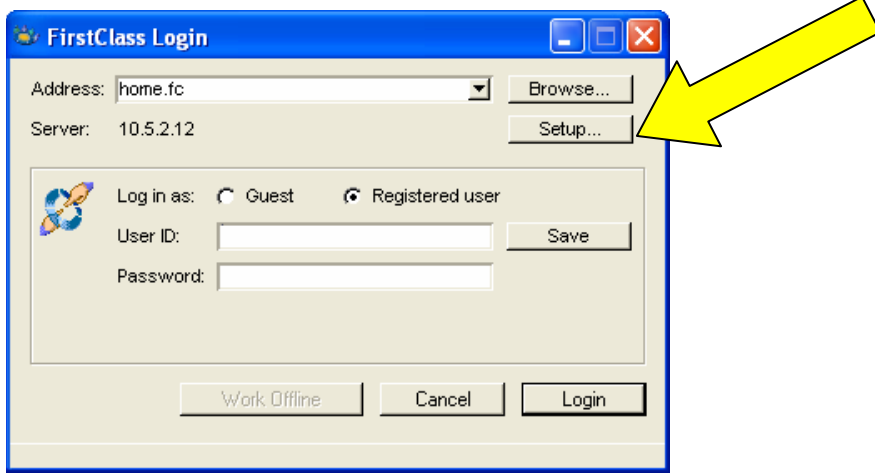 FirstClass Login
Address: home.fc Browse...
Server: 10.5.2.12 Setup...
Log in as: Guest Registered user
User ID: Save
Password:
Work Offline Cancel Login